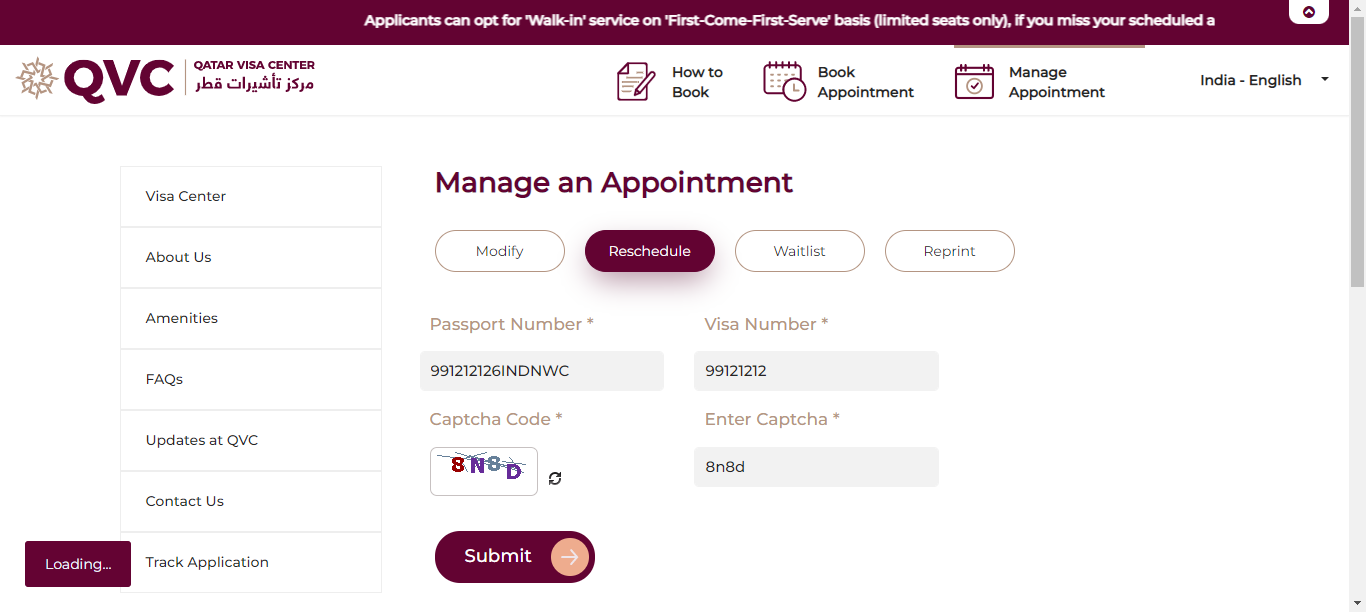 Applicants can opt for 'Walk-in' service on 'First-Come-First-Serve' basis (limited seats only), if you miss your scheduled a
QVC
QATAR VISA CENTER
مركز تأشيرات قطر
How to
Book
Book
Appointment
Manage
Appointment
India - English
Visa Center
About Us
Amenities
FAQs
Updates at QVC
Contact Us
Track Application
Loading...
Manage an Appointment
Modify
Reschedule
Waitlist
Reprint
Passport Number *
Visa Number *
991212126INDNWC
99121212
Captcha Code *
Enter Captcha *
8N8D
8n8d
Submit